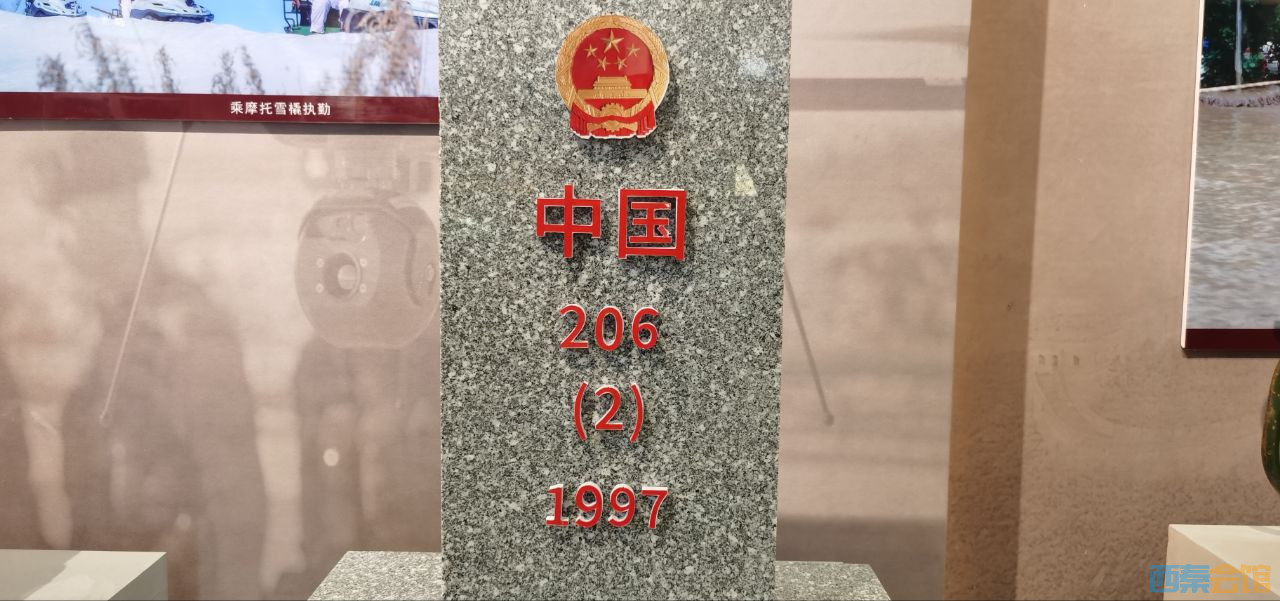 乘摩托雪橇执勤
中国
206
(2)
1997
西秦会馆